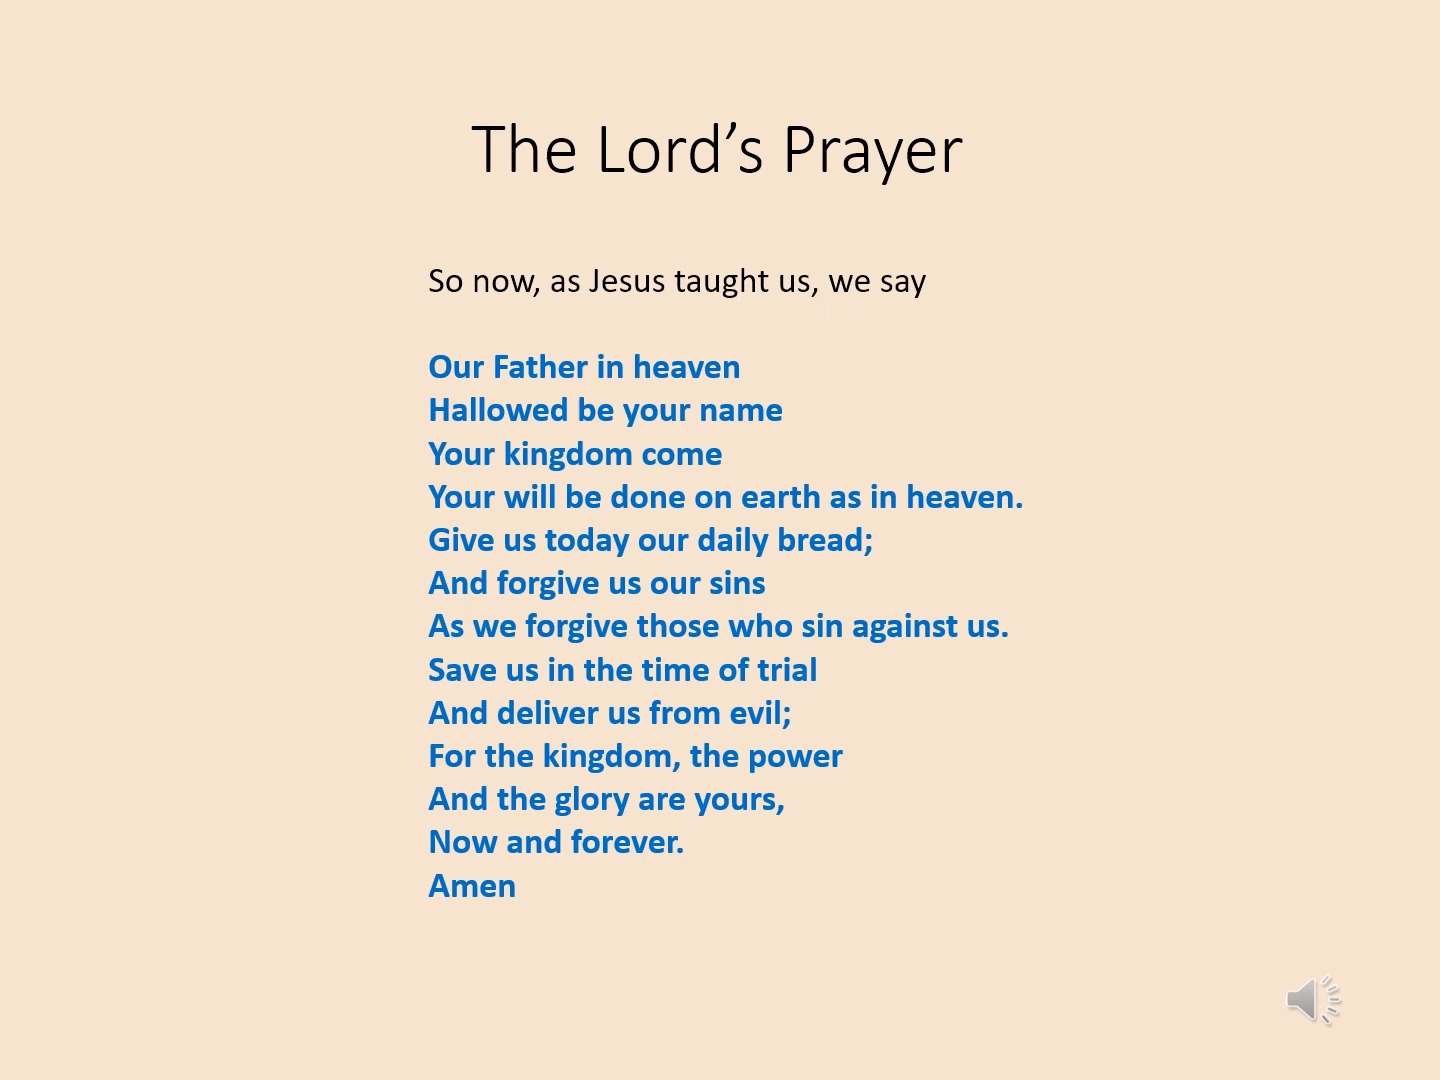 The Lord’s Prayer
So now, as Jesus taught us, we say
Our Father in heaven
Hallowed be your name
Your kingdom come
Your will be done on earth as in heaven.
Give us today our daily bread;
And forgive us our sins
As we forgive those who sin against us.
Save us in the time of trial
And deliver us from evil;
For the kingdom, the power
And the glory are yours,
Now and forever.
Amen